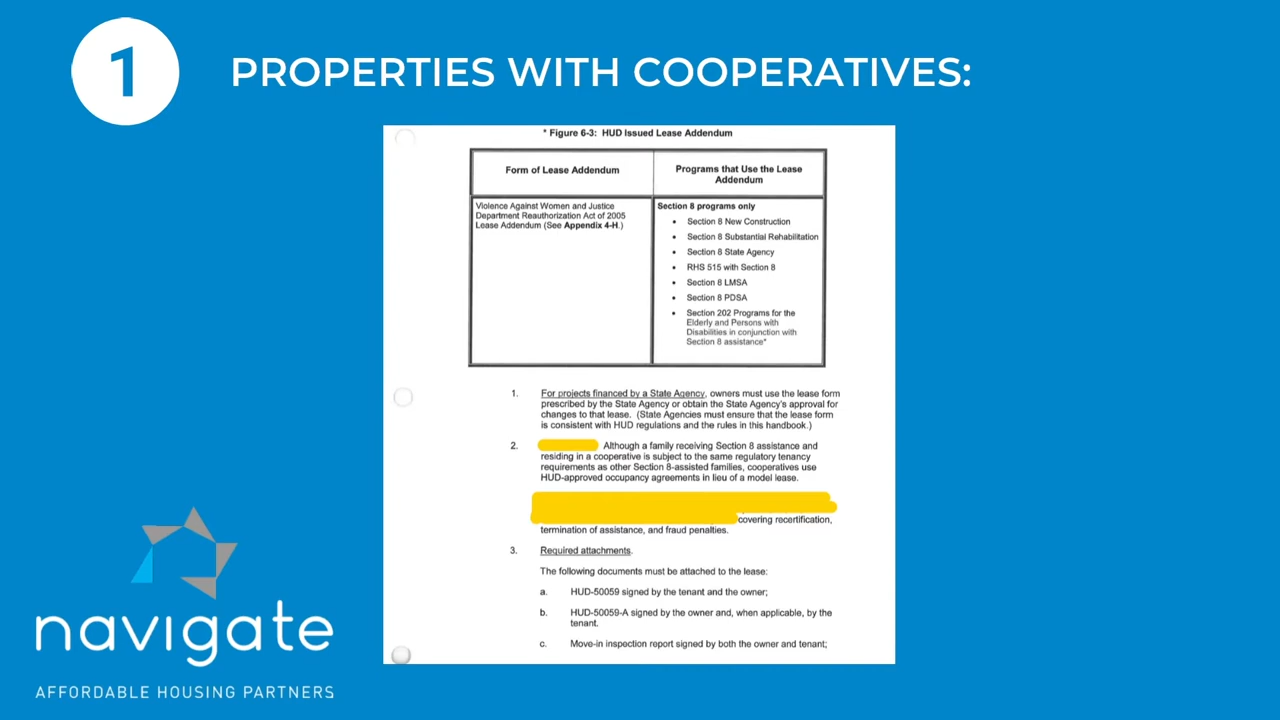 1
PROPERTIES WITH COOPERATIVES:
* Figure 6-3: HUD Issued Lease Addendum
Form of Lease Addendum
Programs that Use the Lease
Addendum
Violence Against Women and Justice
Department Reauthorization Act of 2005
Lease Addendum (See Appendix 4-H.)
Section 8 programs only
• Section 8 New Construction
• Section 8 Substantial Rehabilitation
• Section 8 State Agency
• RHS 515 with Section 8
• Section 8 LMSA
• Section 8 PDSA
• Section 202 Programs for the
Elderly and Persons with
Disabilities in conjunction with
Section 8 assistance*
1. For projects financed by a State Agency, owners must use the lease form
prescribed by the State Agency or obtain the State Agency's approval for
changes to that lease. (State Agencies must ensure that the lease form
is consistent with HUD regulations and the rules in this handbook.)
2. Although a family receiving Section 8 assistance and
residing in a cooperative is subject to the same regulatory tenancy
requirements as other Section 8-assisted families, cooperatives use
HUD-approved occupancy agreements in lieu of a model lease.
covering recertification,
termination of assistance, and fraud penalties.
3. Required attachments.
The following documents must be attached to the lease:
a. HUD-50059 signed by the tenant and the owner;
b. HUD-50059-A signed by the owner and, when applicable, by the
tenant.
c. Move-in inspection report signed by both the owner and tenant;
navigate
AFFORDABLE HOUSING PARTNERS